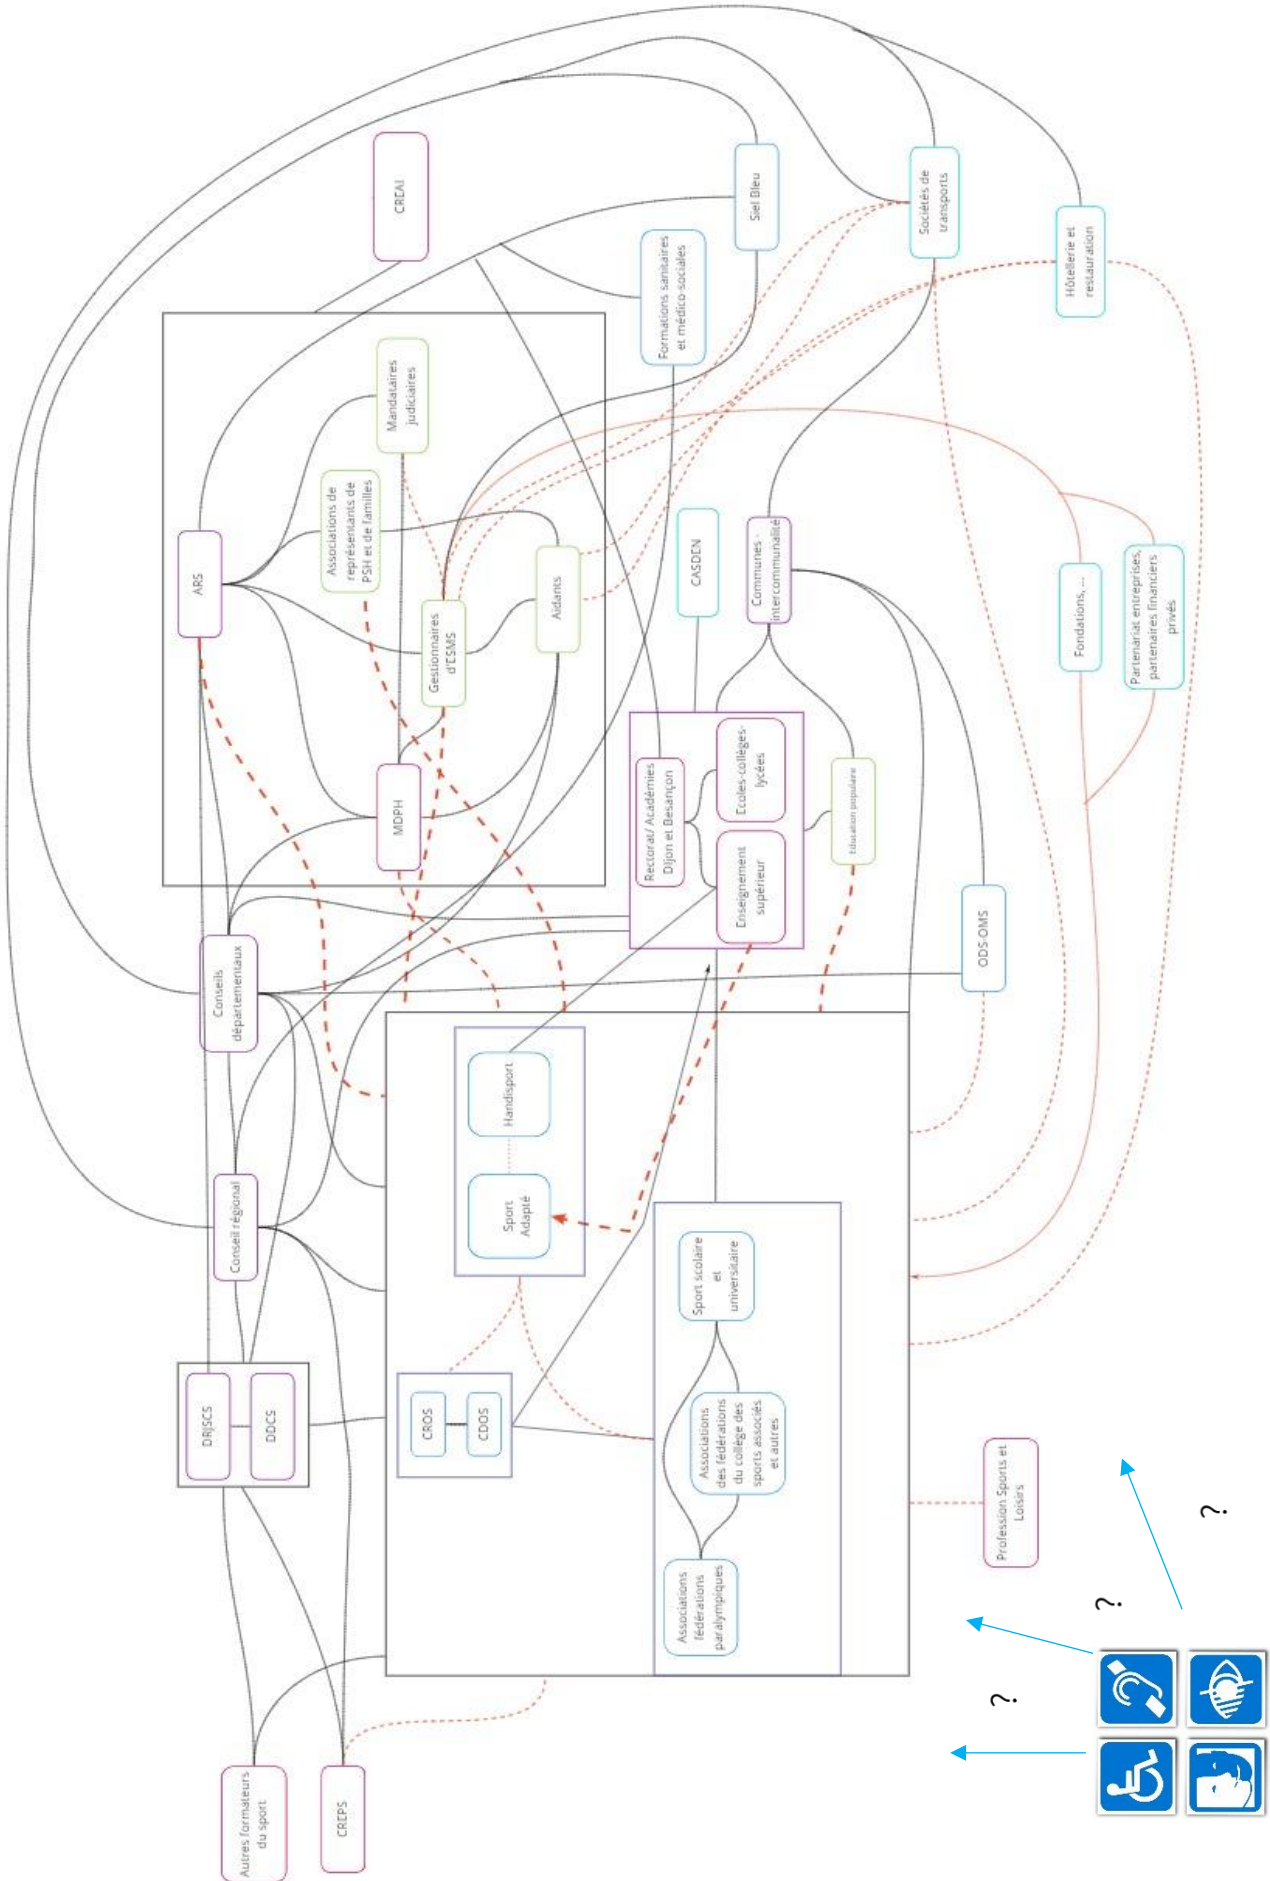 Autres formateurs
du sport
CREPS
DRJSCS
DDCS
Conseil régional
Conseils
départementaux
ARS
MDPH
Associations de
représentants de
PSH et de familles
Mandataires
judiciaires
Gestionnaires
d'ESMS
Aidants
CREAI
CROS
CDOS
Sport
Adapté
Handisport
Associations
fédérations
paralympiques
Associations
des fédérations
du collège des
sports associés
et autres
Sport scolaire
et
universitaire
Rectorat/ Académies
Dijon et Besançon
Enseignement
supérieur
Ecoles-collèges-
lycées
Formations sanitaires
et médico-sociales
CASDEN
Siel Bleu
Communes -
intercommunalité
Education populaire
Sociétés de
transports
ODS-OMS
Profession Sports et
Loisirs
Fondations, ...
Hôtellerie et
restauration
Partenariat entreprises,
partenaires financiers
privés
?
?
?